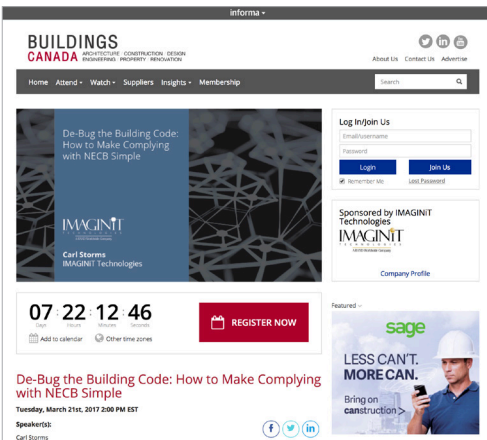 informa
BUILDINGS
CANADA ARCHITECTURE · CONSTRUCTION · DESIGN
ENGINEERING · PROPERTY · RENOVATION
About Us Contact Us Advertise
Home Attend Watch Suppliers Insights Membership
Search
De-Bug the Building Code:
How to Make Complying
with NECB Simple
IMAGINiT
TECHNOLOGIES
Carl Storms
IMAGINiT Technologies
Log In/Join Us
Email/username
Password
Login Join Us
Remember Me Lost Password
Sponsored by IMAGINiT
Technologies
IMAGINiT
TECHNOLOGIES
Company Profile
07 : 22 : 12 : 46
Days Hours Minutes Seconds
Add to calendar Other time zones
REGISTER NOW
De-Bug the Building Code: How to Make Complying
with NECB Simple
Tuesday, March 21st, 2017 2:00 PM EST
Speaker(s):
Carl Storms
Featured
sage
LESS CAN'T.
MORE CAN.
Bring on
canstruction >